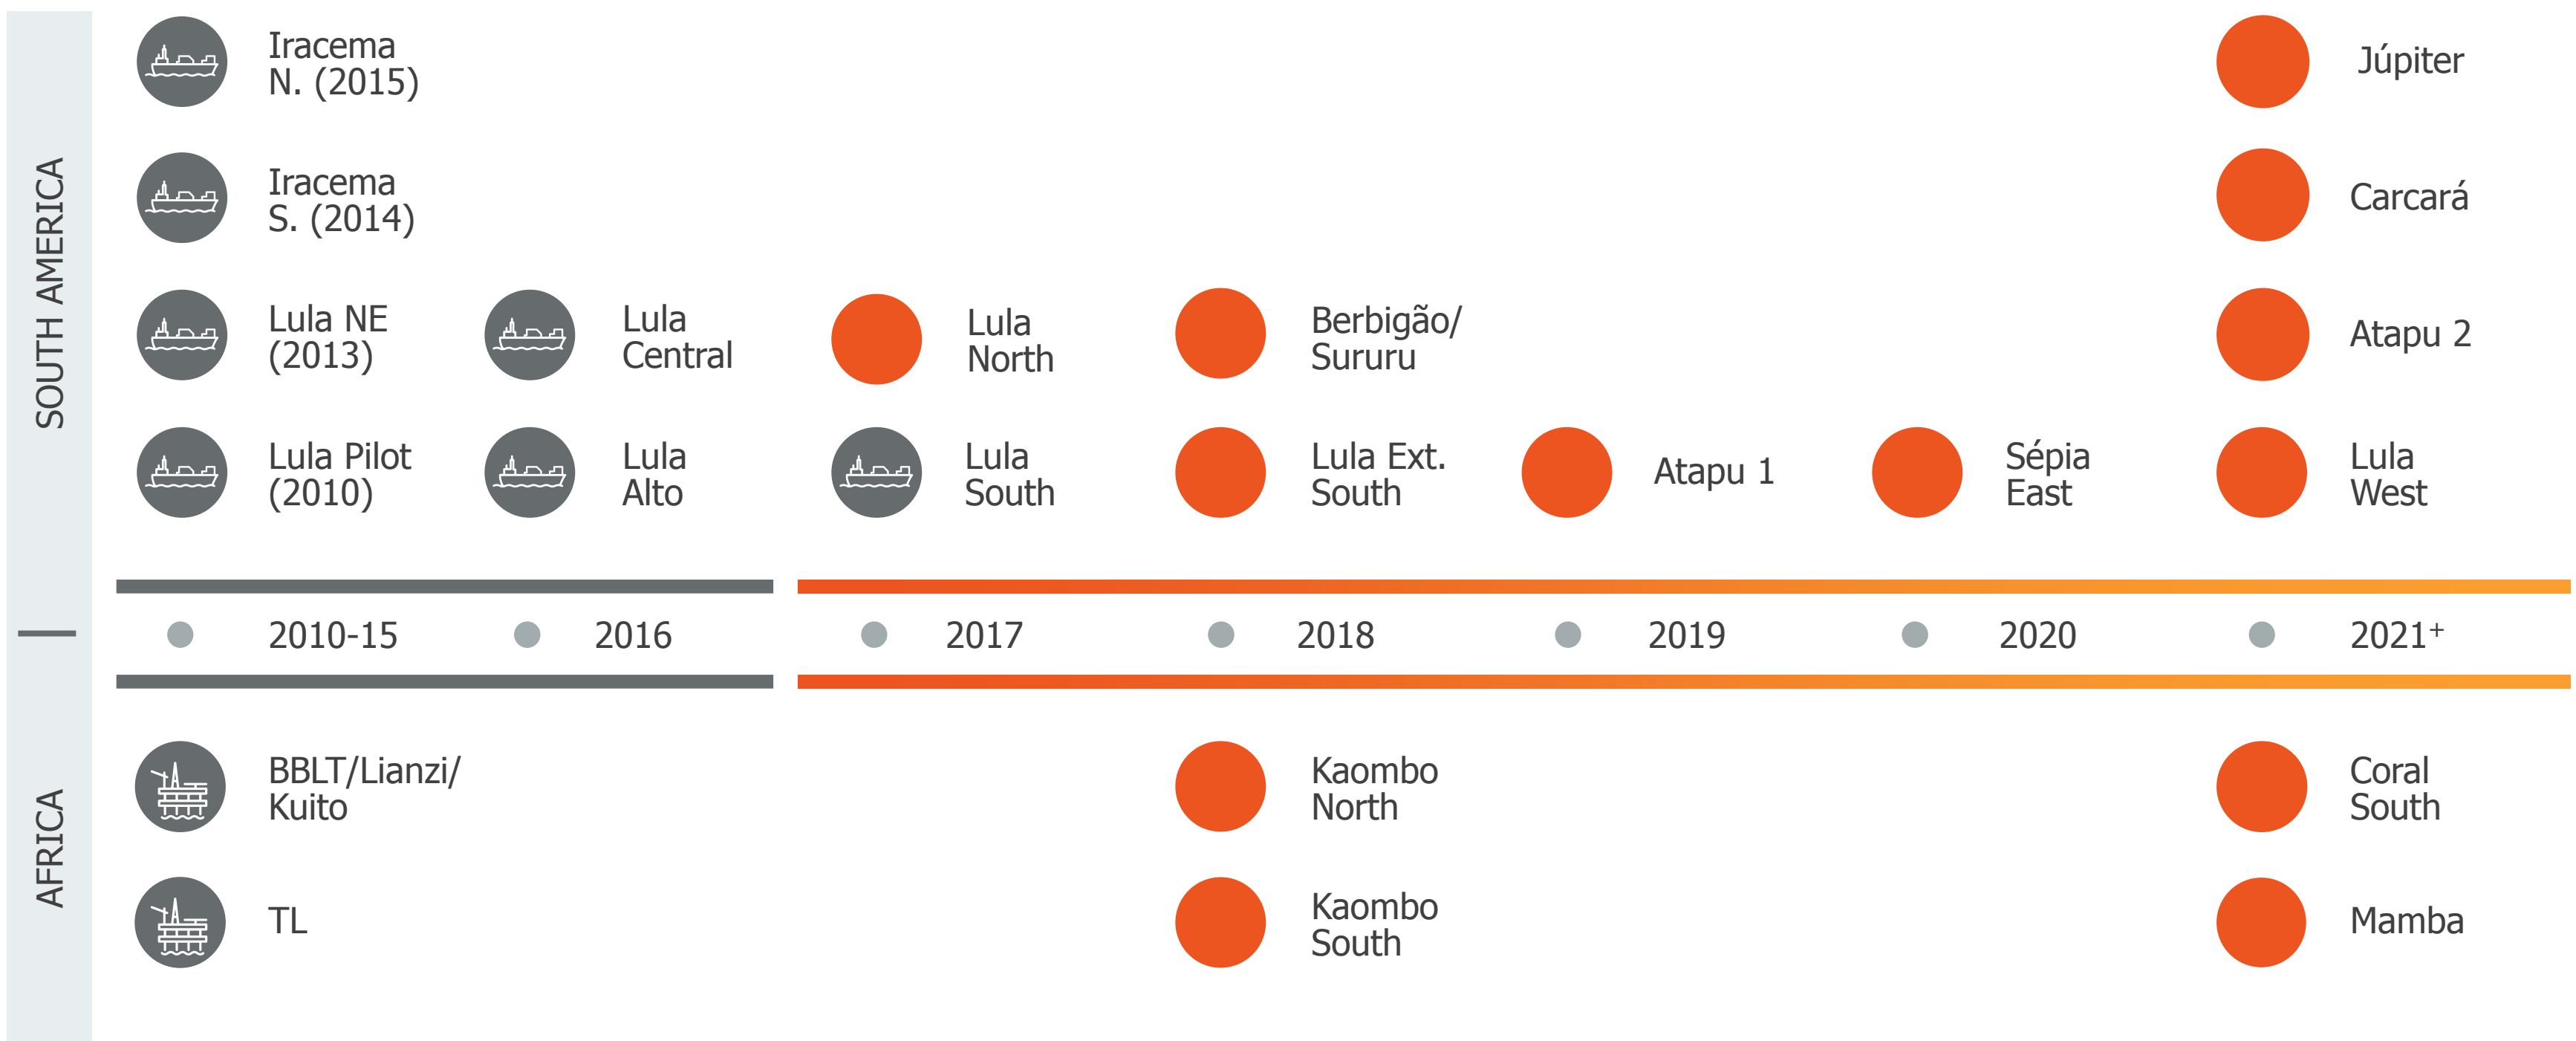 SOUTH AMERICA
Iracema
N. (2015)
Júpiter
Iracema
S. (2014)
Carcará
Lula NE
(2013)
Lula
Central
Lula
North
Berbigão/
Sururu
Atapu 2
Lula Pilot
(2010)
Lula
Alto
Lula
South
Lula Ext.
South
Atapu 1
Sépia
East
Lula
West
2010-15
2016
2017
2018
2019
2020
2021+
AFRICA
BBLT/Lianzi/
Kuito
Kaombo
North
Coral
South
TL
Kaombo
South
Mamba